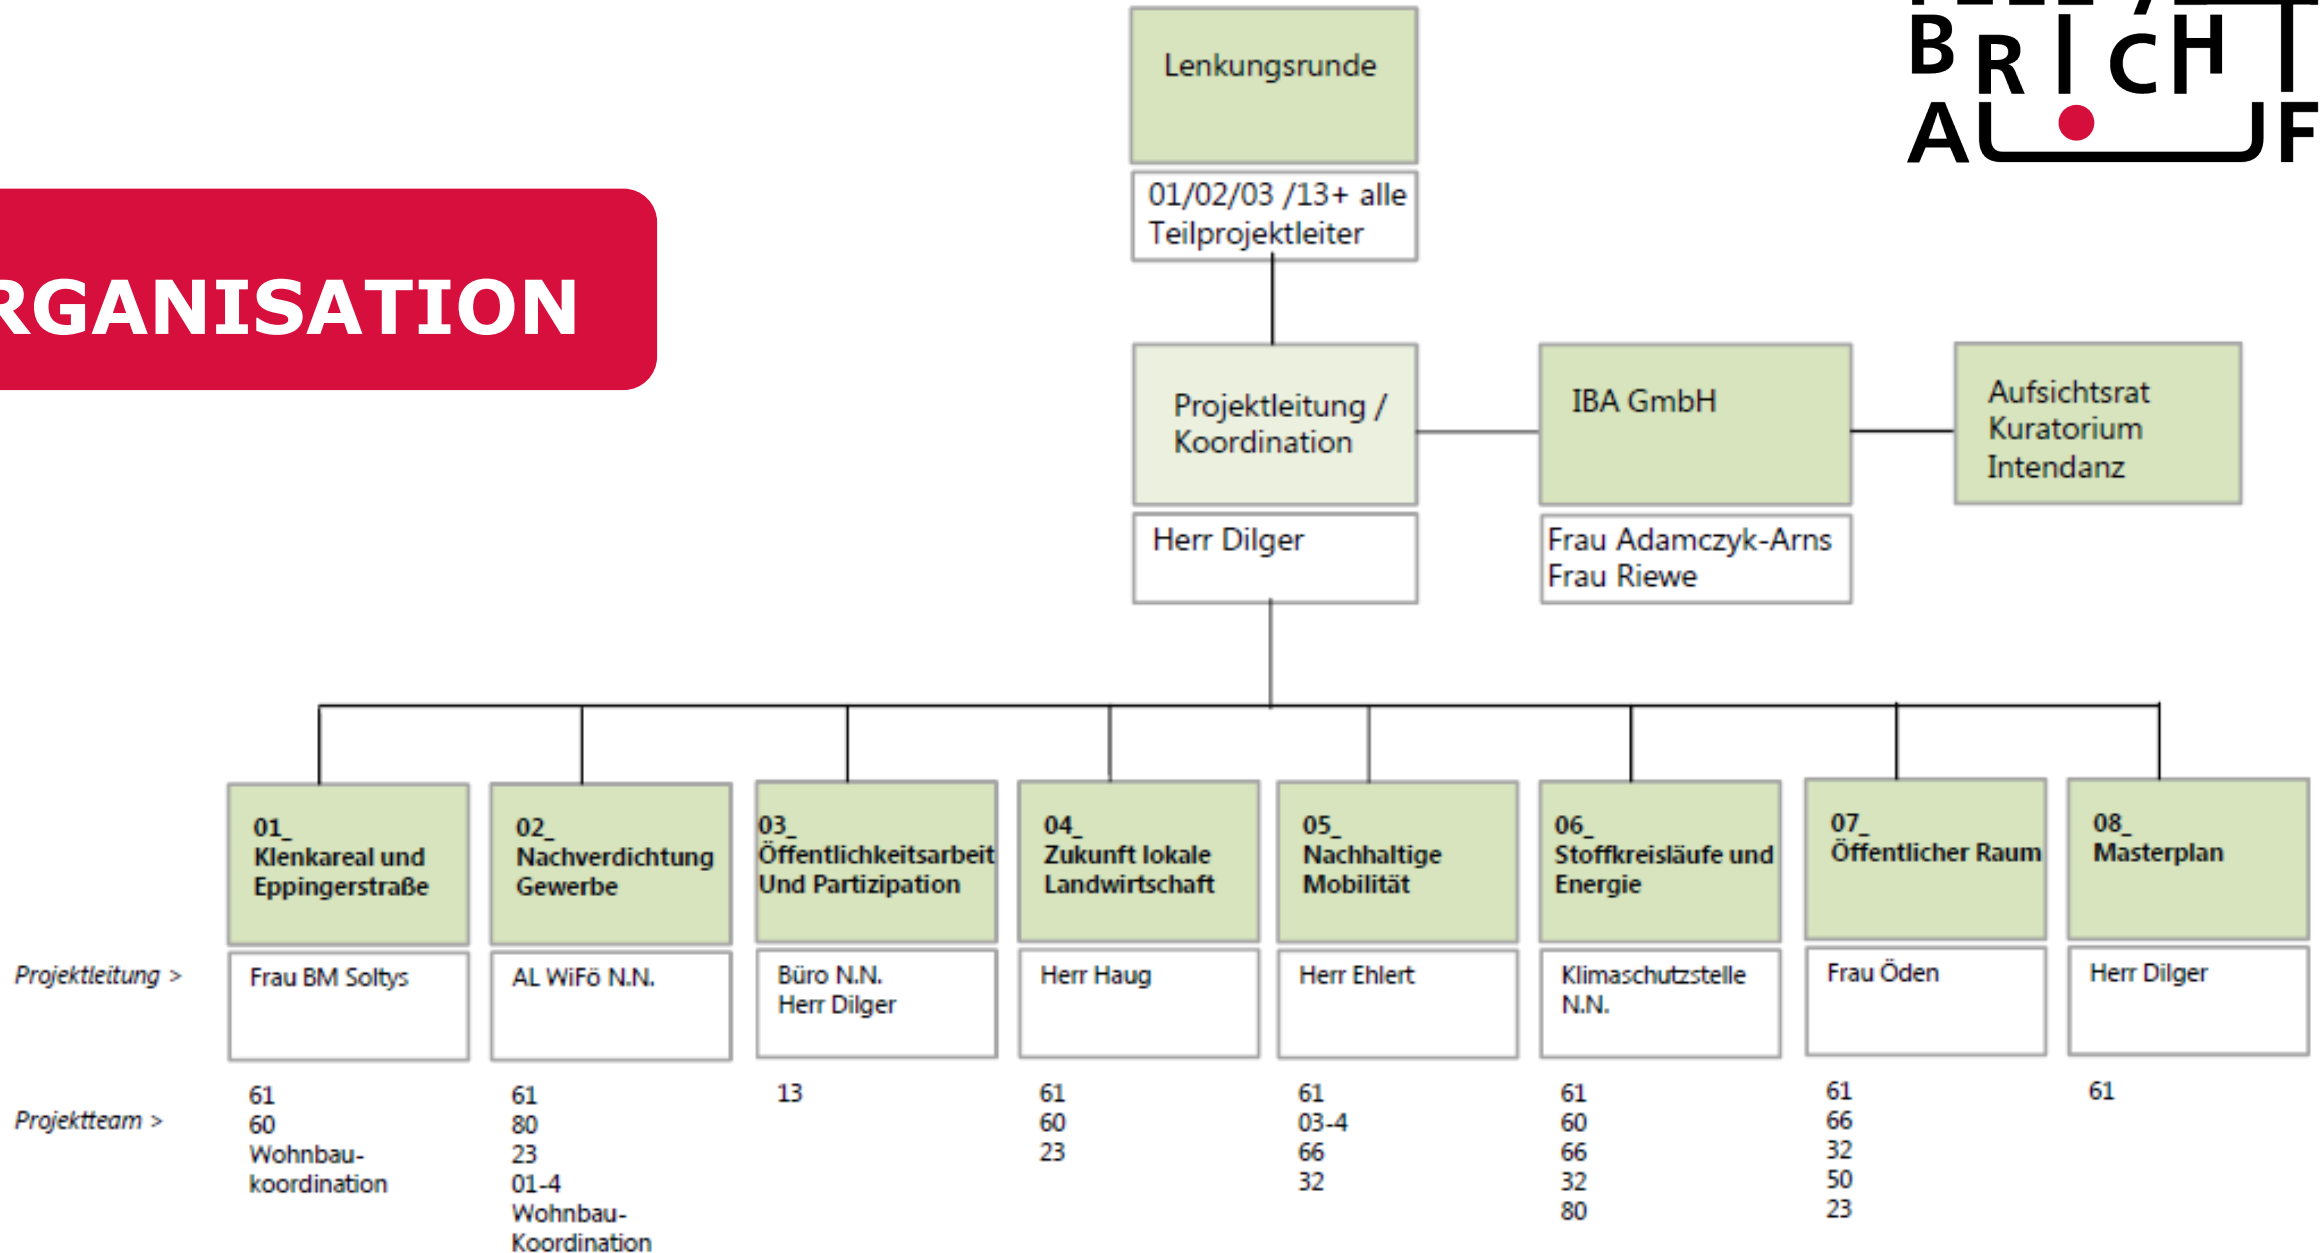 BRICHT
AUF
Lenkungsrunde
01/02/03 /13+ alle
Teilprojektleiter
RGANISATION
Projektleitung /
Koordination
Herr Dilger
IBA GmbH
Frau Adamczyk-Arns
Frau Riewe
Aufsichtsrat
Kuratorium
Intendanz
01_
Klenkareal und
Eppingerstraße
02_
Nachverdichtung
Gewerbe
03_
Öffentlichkeitsarbeit
Und Partizipation
04_
Zukunft lokale
Landwirtschaft
05_
Nachhaltige
Mobilität
06_
Stoffkreisläufe und
Energie
07_
Öffentlicher Raum
08_
Masterplan
Projektleitung >
Frau BM Soltys
AL WiFö N.N.
Büro N.N.
Herr Dilger
Herr Haug
Herr Ehlert
Klimaschutzstelle
N.N.
Frau Öden
Herr Dilger
Projektteam >
61
60
Wohnbau-
koordination
61
80
23
01-4
Wohnbau-
Koordination
13
61
60
23
61
03-4
66
32
61
60
66
32
80
61
66
32
50
23
61